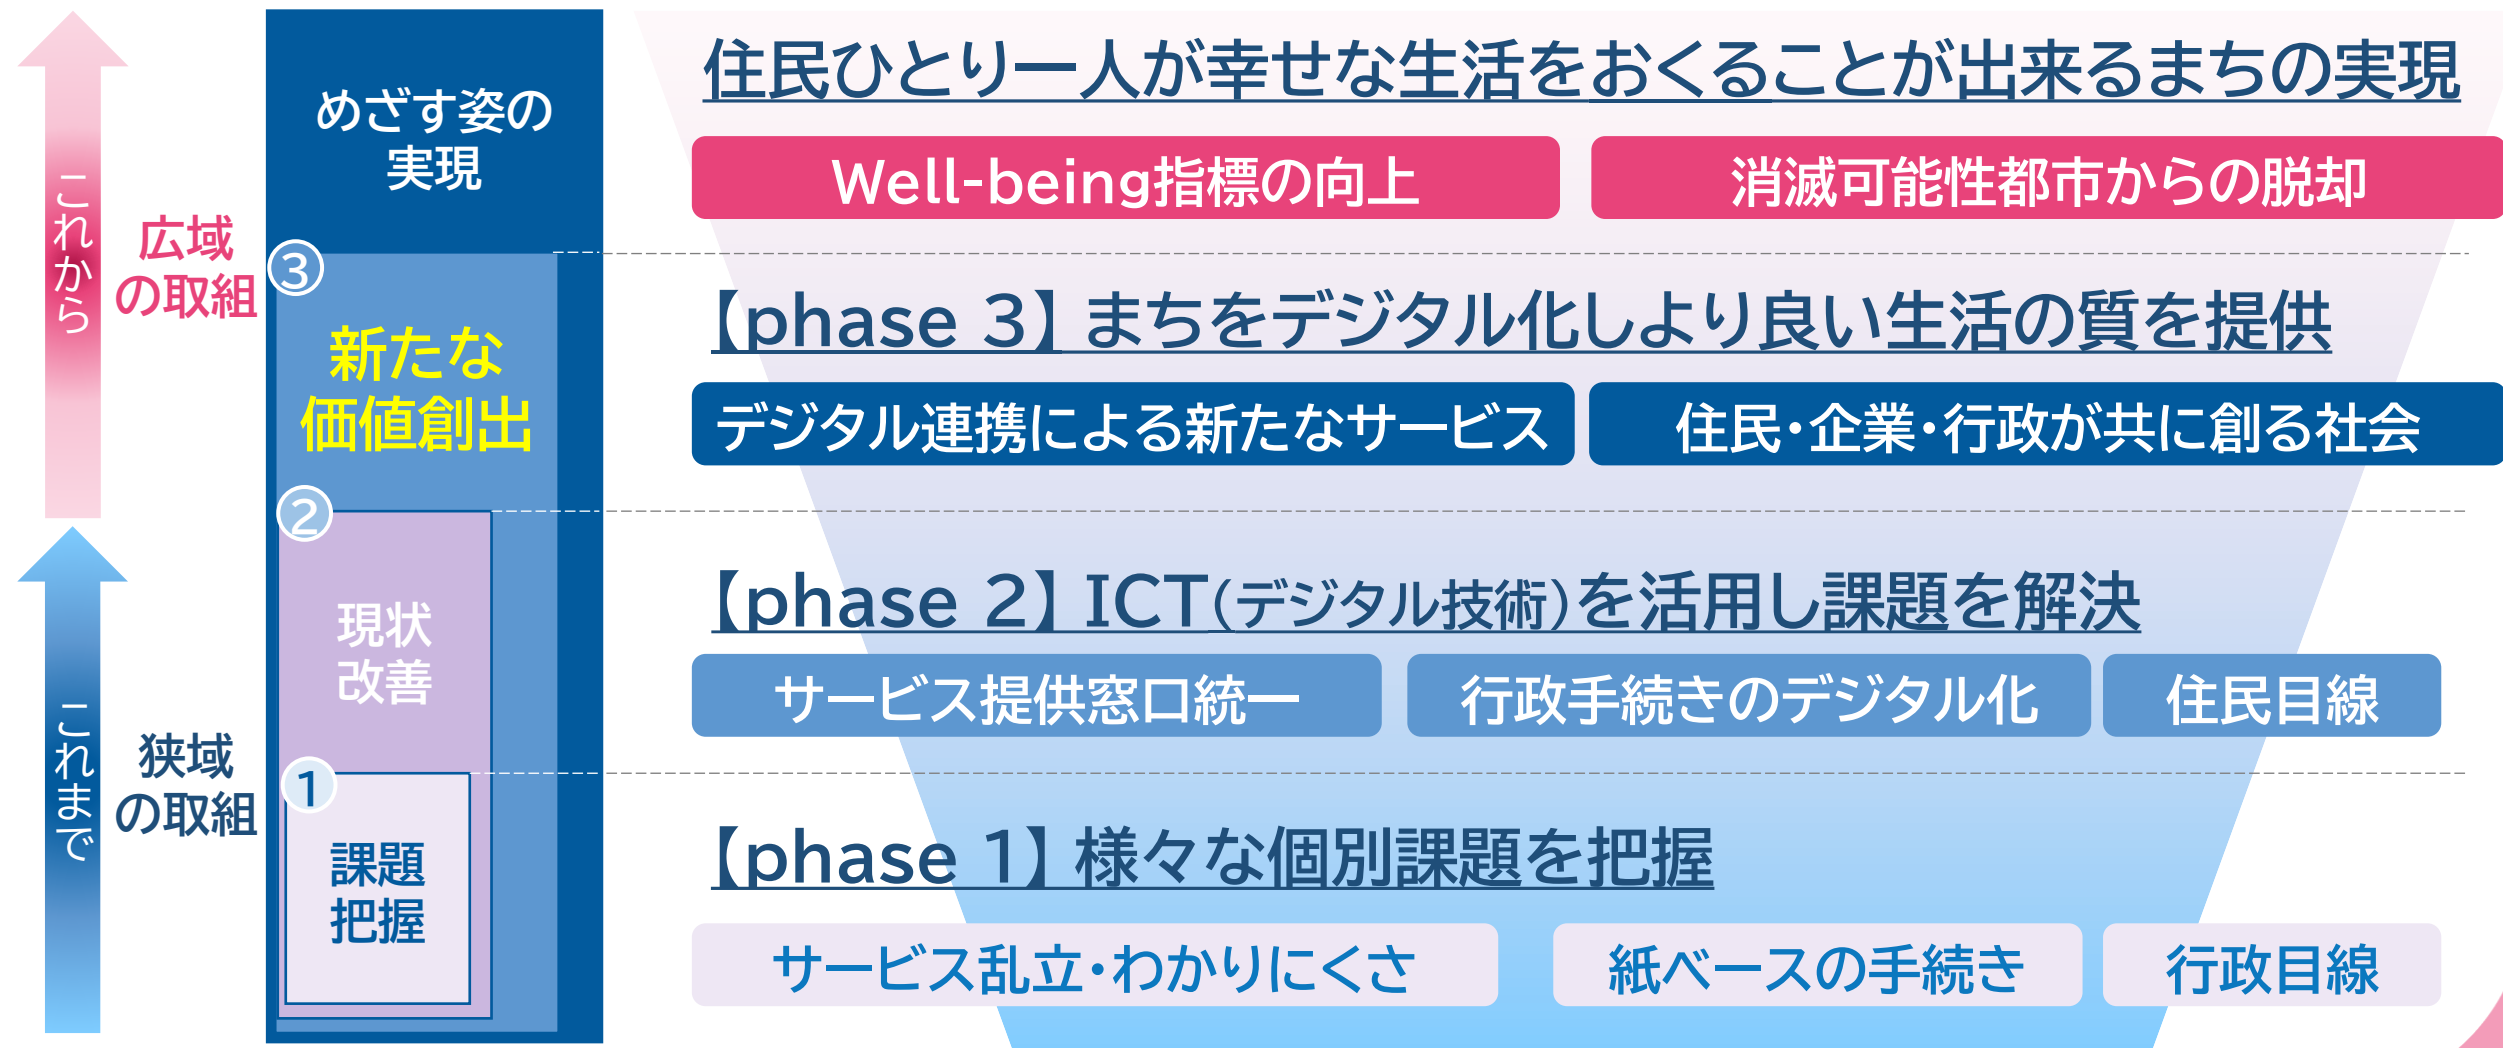 めざす姿の
実現
住民ひとり一人が幸せな生活をおくることが出来るまちの実現
Well-being指標の向上
消滅可能性都市からの脱却
これから
広域
の取組
③
新たな
価値創出
【phase 3】まちをデジタル化しより良い生活の質を提供
デジタル連携による新たなサービス
住民・企業・行政が共に創る社会
②
現状
改善
【phase 2】ICT(デジタル技術)を活用し課題を解決
サービス提供窓口統一
行政手続きのデジタル化
住民目線
これまで
狭域
の取組
①
課題
把握
【phase 1】様々な個別課題を把握
サービス乱立・わかりにくさ
紙ベースの手続き
行政目線